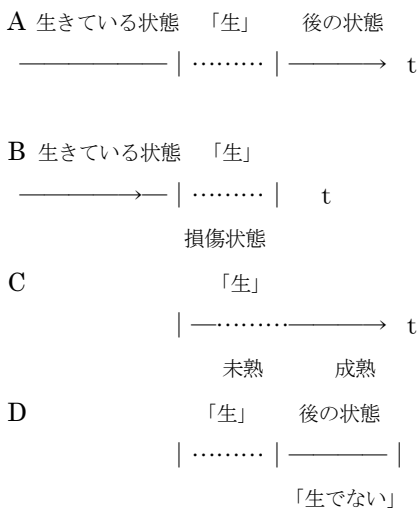 A 生きている状態 「生」 後の状態
————————| ……… |————→ t
B 生きている状態 「生」
———————→—| ……… | t
損傷状態
C 「生」
|—………————→ t
未熟 成熟
D 「生」 後の状態
| ……… |————— |
「生でない」